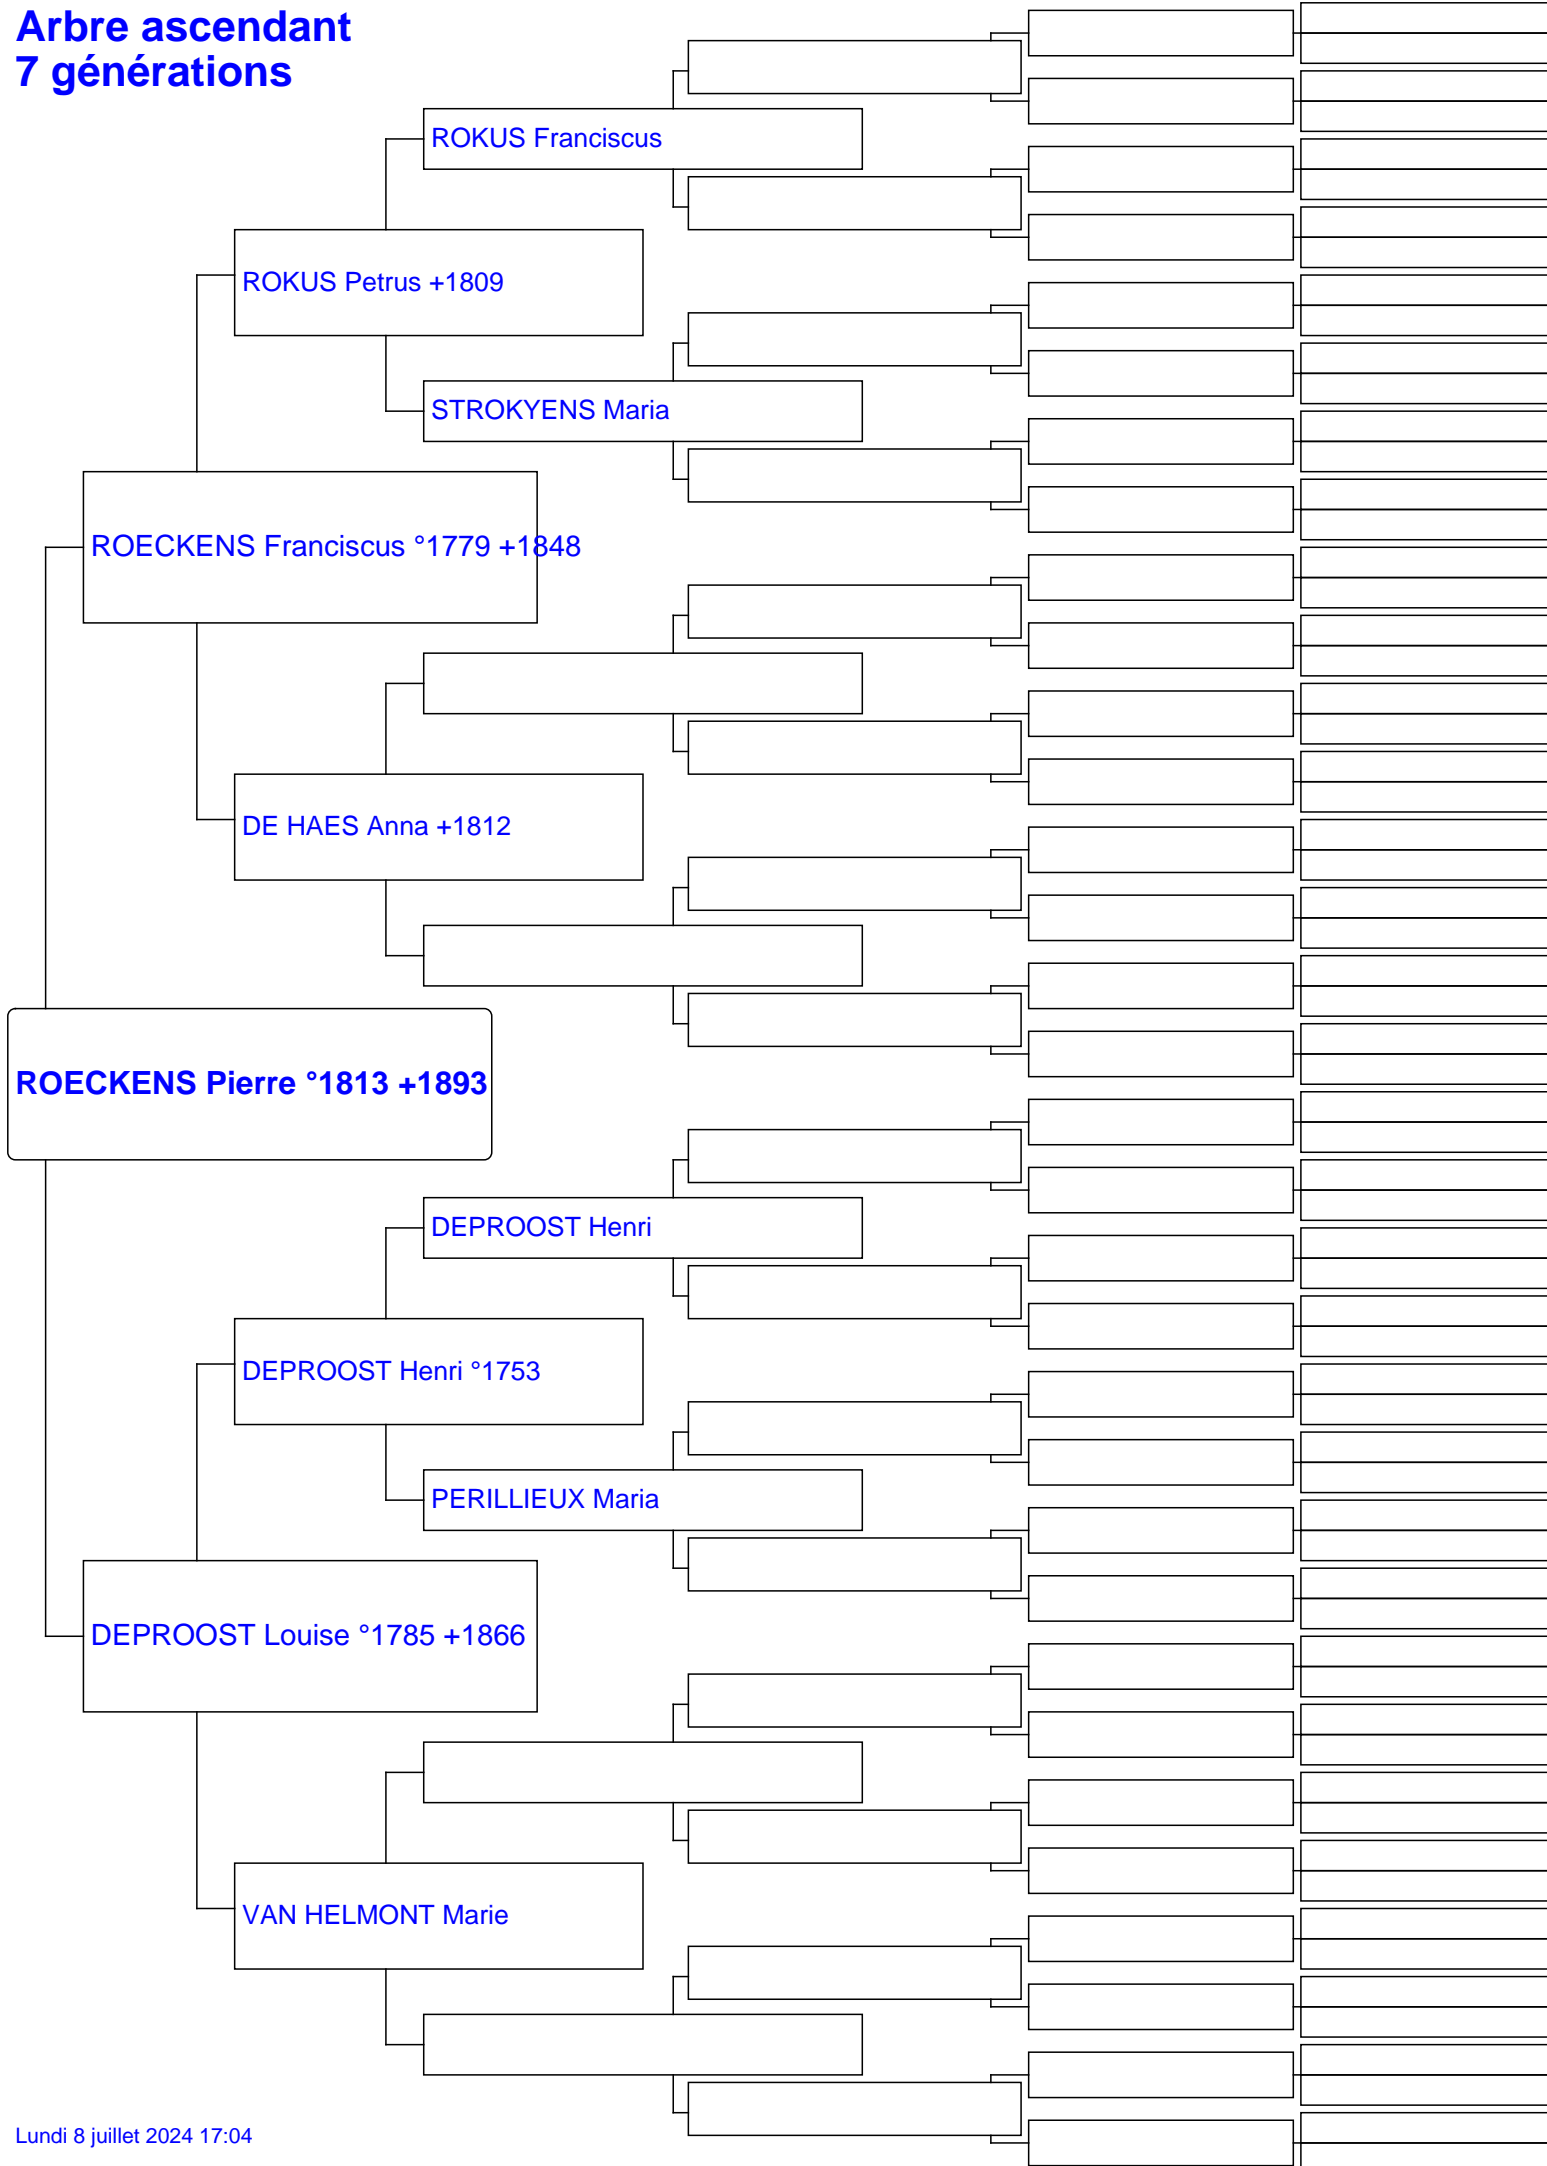 Arbre ascendant
7 générations
ROKUS Franciscus
ROKUS Petrus +1809
STROKYENS Maria
ROECKENS Franciscus °1779 +1848
DE HAES Anna +1812
ROECKENS Pierre °1813 +1893
DEPROOST Henri
DEPROOST Henri °1753
PERILLIEUX Maria
DEPROOST Louise °1785 +1866
VAN HELMONT Marie
Lundi 8 juillet 2024 17:04